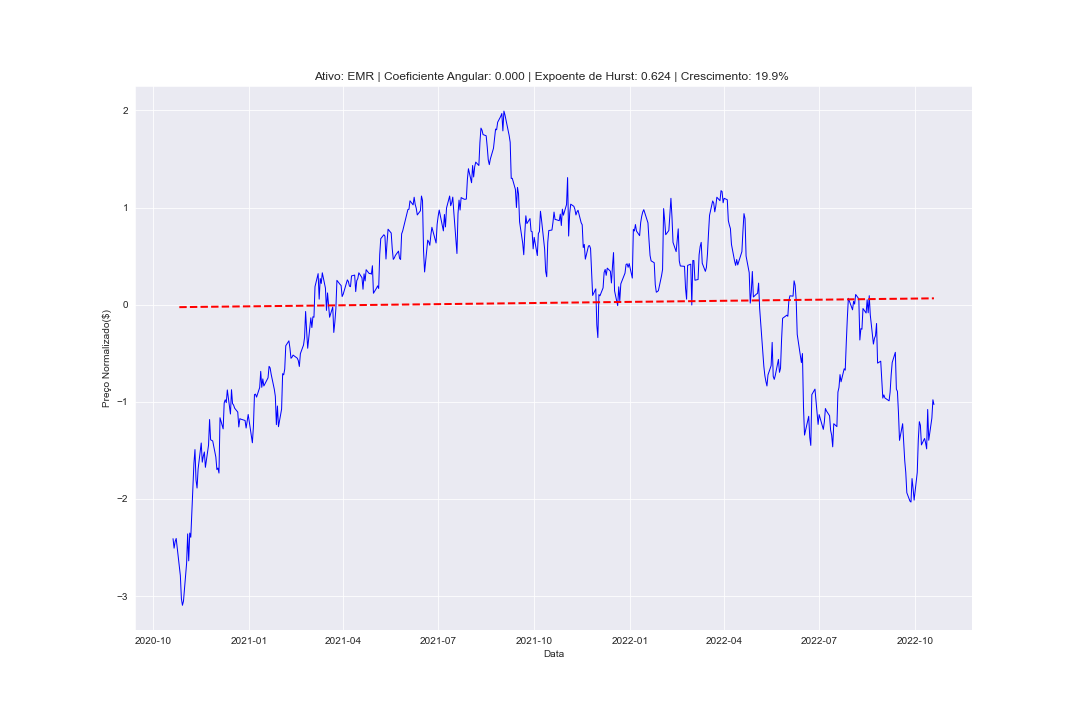 Ativo: EMR | Coeficiente Angular: 0.000 | Expoente de Hurst: 0.624 | Crescimento: 19.9%
2
1
0
−1
−2
−3
Preço Normalizado($)
2020-10 2021-01 2021-04 2021-07 2021-10 2022-01 2022-04 2022-07 2022-10
Data